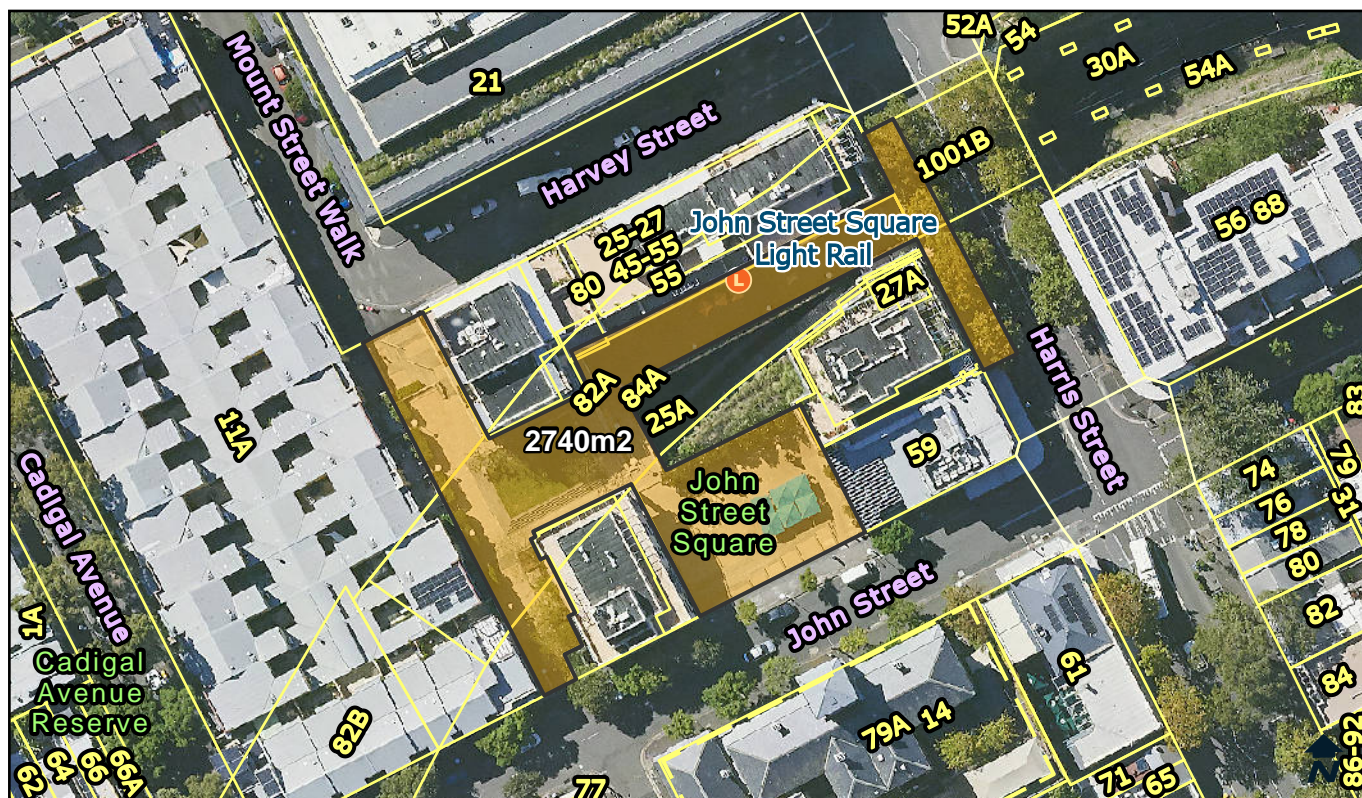 52A
54
30A
54A
21
Mount Street Walk
Harvey Street
1001B
56
88
25-27
John Street Square
Light Rail
45-55
80
55
L
27A
Harris Street
82A
84A
25A
11A
2740m2
59
83
74
79
76
31
78
80
82
84
86-92
John
Street
Square
Cadigal Avenue
John Street
1A
Cadigal
Avenue
Reserve
82B
61
79A
14
62
64
66
66A
77
71
65
N